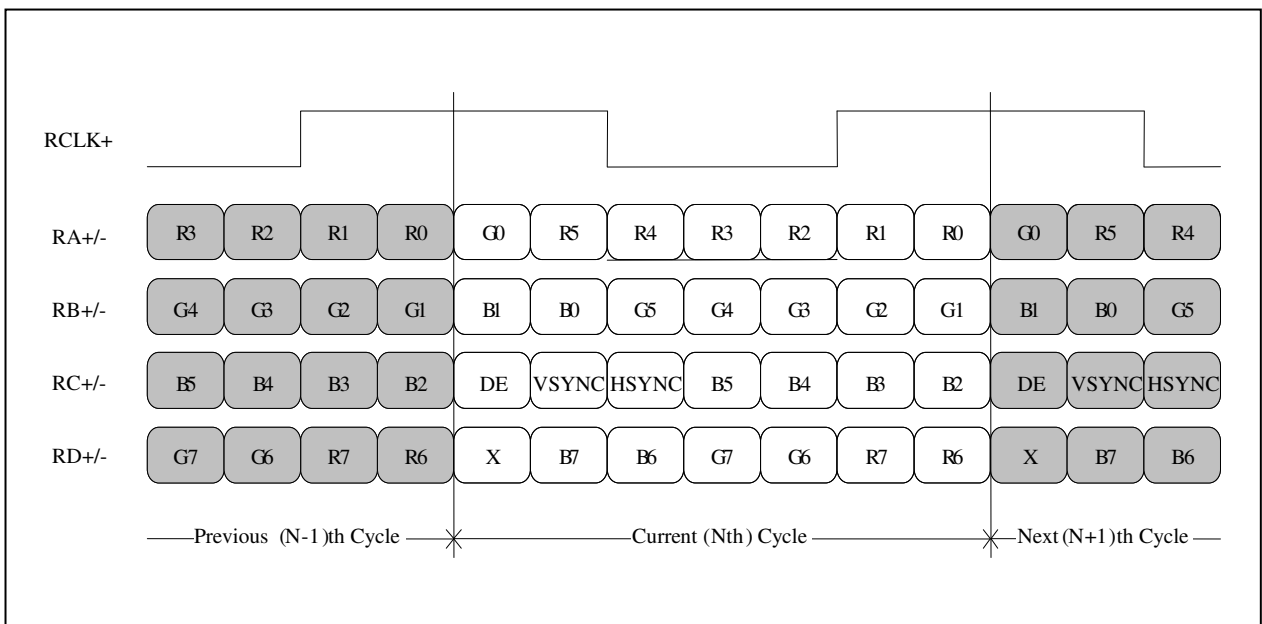 RCLK+
RA+/- R3 R2 R1 R0 G0 R5 R4 R3 R2 R1 R0 G0 R5 R4
RB+/- G4 G3 G2 G1 B1 B0 G5 G4 G3 G2 G1 B1 B0 G5
RC+/- B5 B4 B3 B2 DE VSYNC HSYNC B5 B4 B3 B2 DE VSYNC HSYNC
RD+/- G7 G6 R7 R6 X B7 B6 G7 G6 R7 R6 X B7 B6
Previous (N-1)th Cycle Current (Nth) Cycle Next (N+1)th Cycle